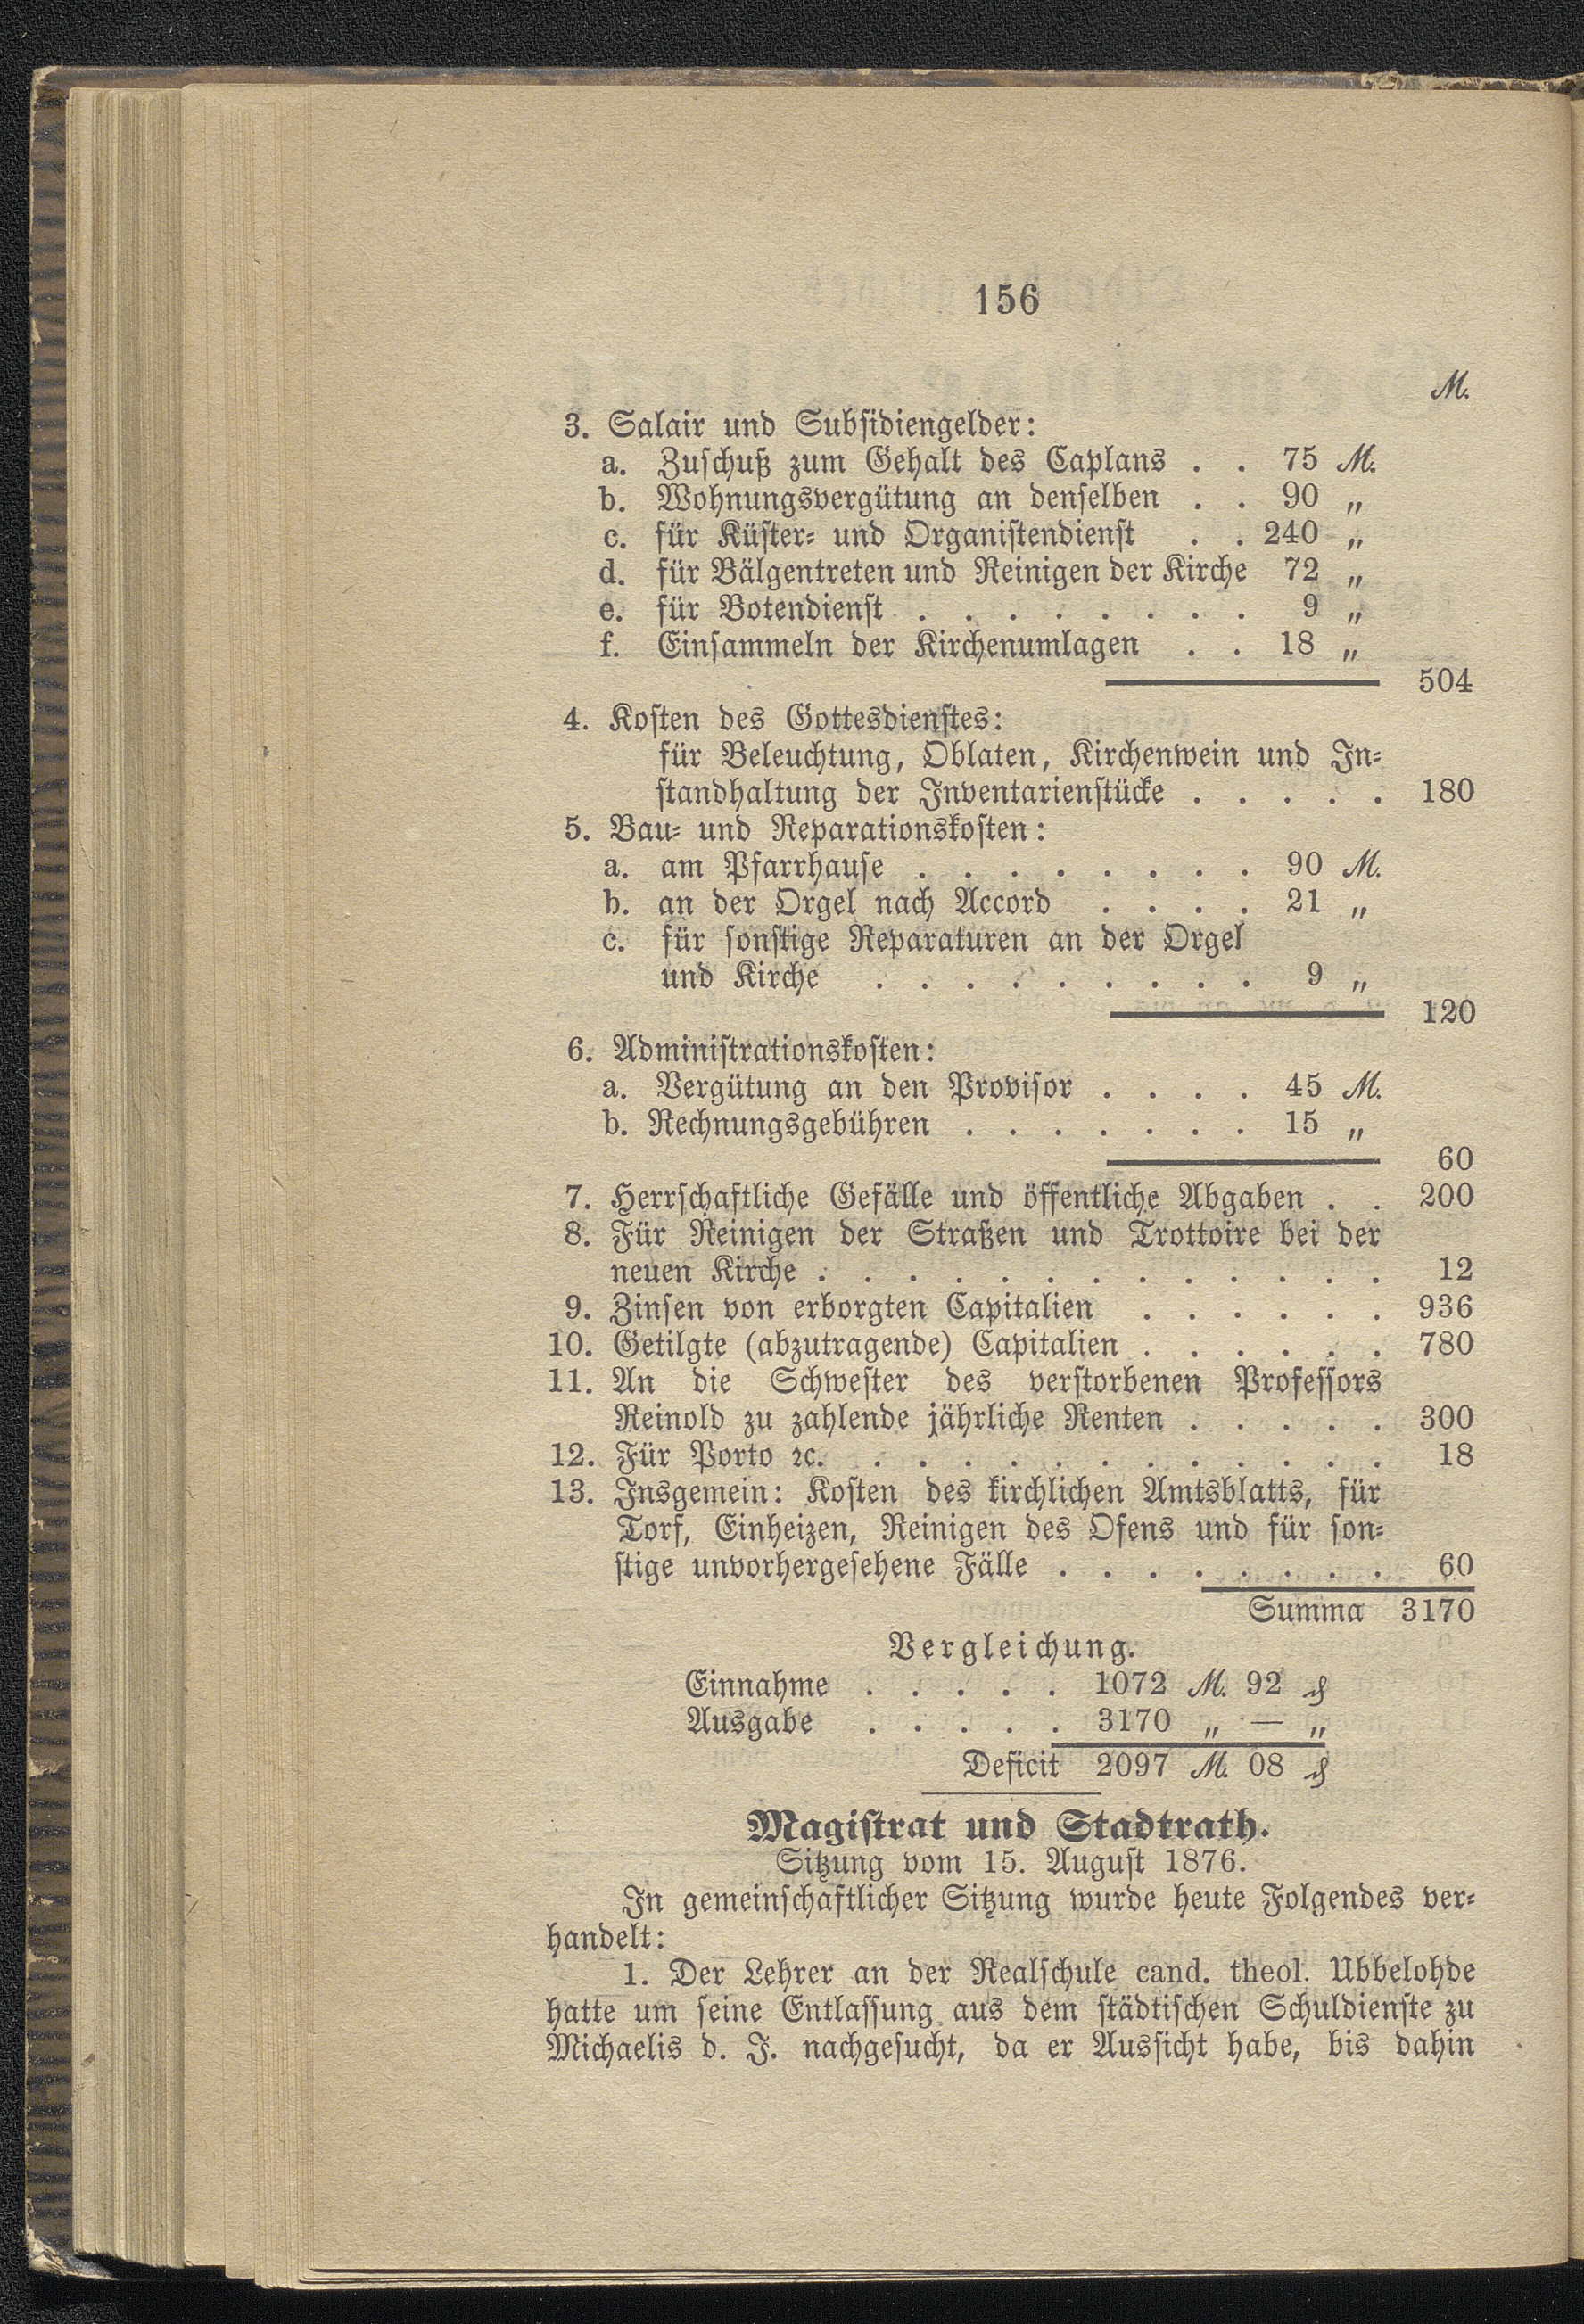 156
M.
3. Salair und Subsidiengelder:
a. Zuschuß zum Gehalt des Caplans . . 75 M.
b. Wohnungsvergütung an denselben . . 90 „
c. für Küster- und Organistendienst . . 240 „
d. für Bälgentreten und Reinigen der Kirche 72 „
e. für Botendienst . . . . . . . . 9 „
f. Einsammeln der Kirchenumlagen . . 18 „
504
4. Kosten des Gottesdienstes:
für Beleuchtung, Oblaten, Kirchenwein und In-
standhaltung der Inventarienstücke . . . . . 180
5. Bau- und Reparationskosten:
a. am Pfarrhause . . . . . . . . 90 M.
b. an der Orgel nach Accord . . . . 21 „
c. für sonstige Reparaturen an der Orgel
und Kirche . . . . . . . . . 9 „
120
6. Administrationskosten:
a. Vergütung an den Provisor . . . . 45 M.
b. Rechnungsgebühren . . . . . . . 15 „
60
7. Herrschaftliche Gefälle und öffentliche Abgaben . . 200
8. Für Reinigen der Straßen und Trottoire bei der
neuen Kirche . . . . . . . . . . . . . 12
9. Zinsen von erborgten Capitalien . . . . . . 936
10. Getilgte (abzutragende) Capitalien . . . . . . 780
11. An die Schwester des verstorbenen Professors
Reinold zu zahlende jährliche Renten . . . . . 300
12. Für Porto ꝛc. . . . . . . . . . . . . 18
13. Insgemein: Kosten des kirchlichen Amtsblatts, für
Torf, Einheizen, Reinigen des Ofens und für son-
stige unvorhergesehene Fälle . . . . . . . . 60
Summa 3170
Vergleichung.
Einnahme . . . . . 1072 M. 92 ₰
Ausgabe . . . . . 3170 „ — „
Deficit 2097 M. 08 ₰
Magistrat und Stadtrath.
Sitzung vom 15. August 1876.
In gemeinschaftlicher Sitzung wurde heute Folgendes ver-
handelt:
1. Der Lehrer an der Realschule cand. theol. Ubbelohde
hatte um seine Entlassung aus dem städtischen Schuldienste zu
Michaelis d. J. nachgesucht, da er Aussicht habe, bis dahin